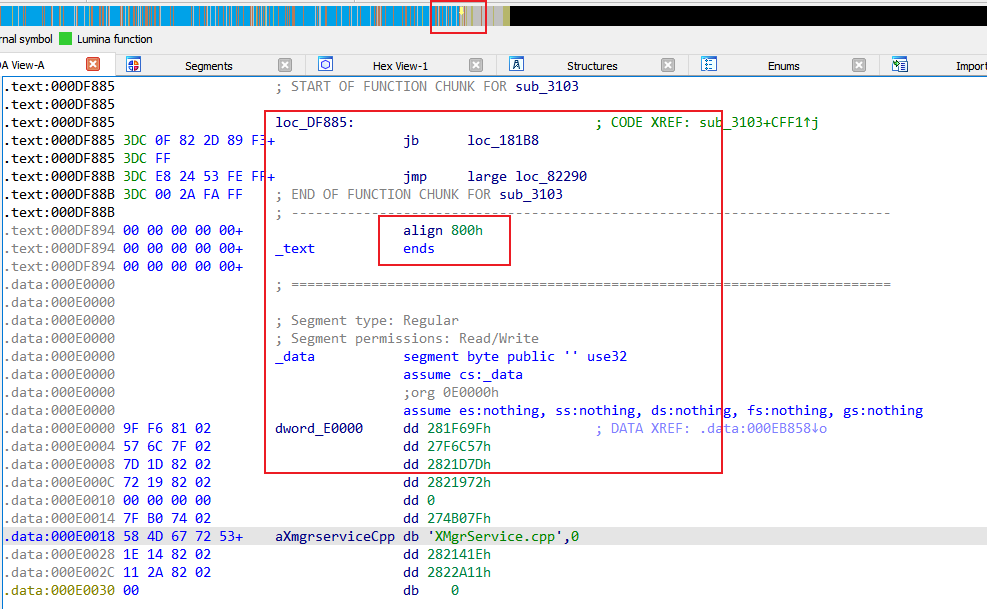 rnal symbol Lumina function
DA View-A Segments Hex View-1 Structures Enums Import
.text:000DF885 ; START OF FUNCTION CHUNK FOR sub_3103
.text:000DF885
.text:000DF885 loc_DF885: ; CODE XREF: sub_3103+CFF1↑j
.text:000DF885 3DC 0F 82 2D 89 F3+ jb loc_181B8
.text:000DF885 3DC FF
.text:000DF88B 3DC E8 24 53 FE FF+ jmp large loc_82290
.text:000DF88B 3DC 00 2A FA FF ; END OF FUNCTION CHUNK FOR sub_3103
.text:000DF88B ; ---------------------------------------------------------------------------
.text:000DF894 00 00 00 00 00+ align 800h
.text:000DF894 00 00 00 00 00+ _text ends
.text:000DF894 00 00 00 00 00+
.data:000E0000 ; ===========================================================================
.data:000E0000
.data:000E0000 ; Segment type: Regular
.data:000E0000 ; Segment permissions: Read/Write
.data:000E0000 _data segment byte public '' use32
.data:000E0000 assume cs:_data
.data:000E0000 ;org 0E0000h
.data:000E0000 assume es:nothing, ss:nothing, ds:nothing, fs:nothing, gs:nothing
.data:000E0000 9F F6 81 02 dword_E0000 dd 281F69Fh ; DATA XREF: .data:000EB858↓o
.data:000E0004 57 6C 7F 02 dd 27F6C57h
.data:000E0008 7D 1D 82 02 dd 2821D7Dh
.data:000E000C 72 19 82 02 dd 2821972h
.data:000E0010 00 00 00 00 dd 0
.data:000E0014 7F B0 74 02 dd 274B07Fh
.data:000E0018 58 4D 67 72 53+ aXmgrserviceCpp db 'XMgrService.cpp',0
.data:000E0028 1E 14 82 02 dd 282141Eh
.data:000E002C 11 2A 82 02 dd 2822A11h
.data:000E0030 00 db 0